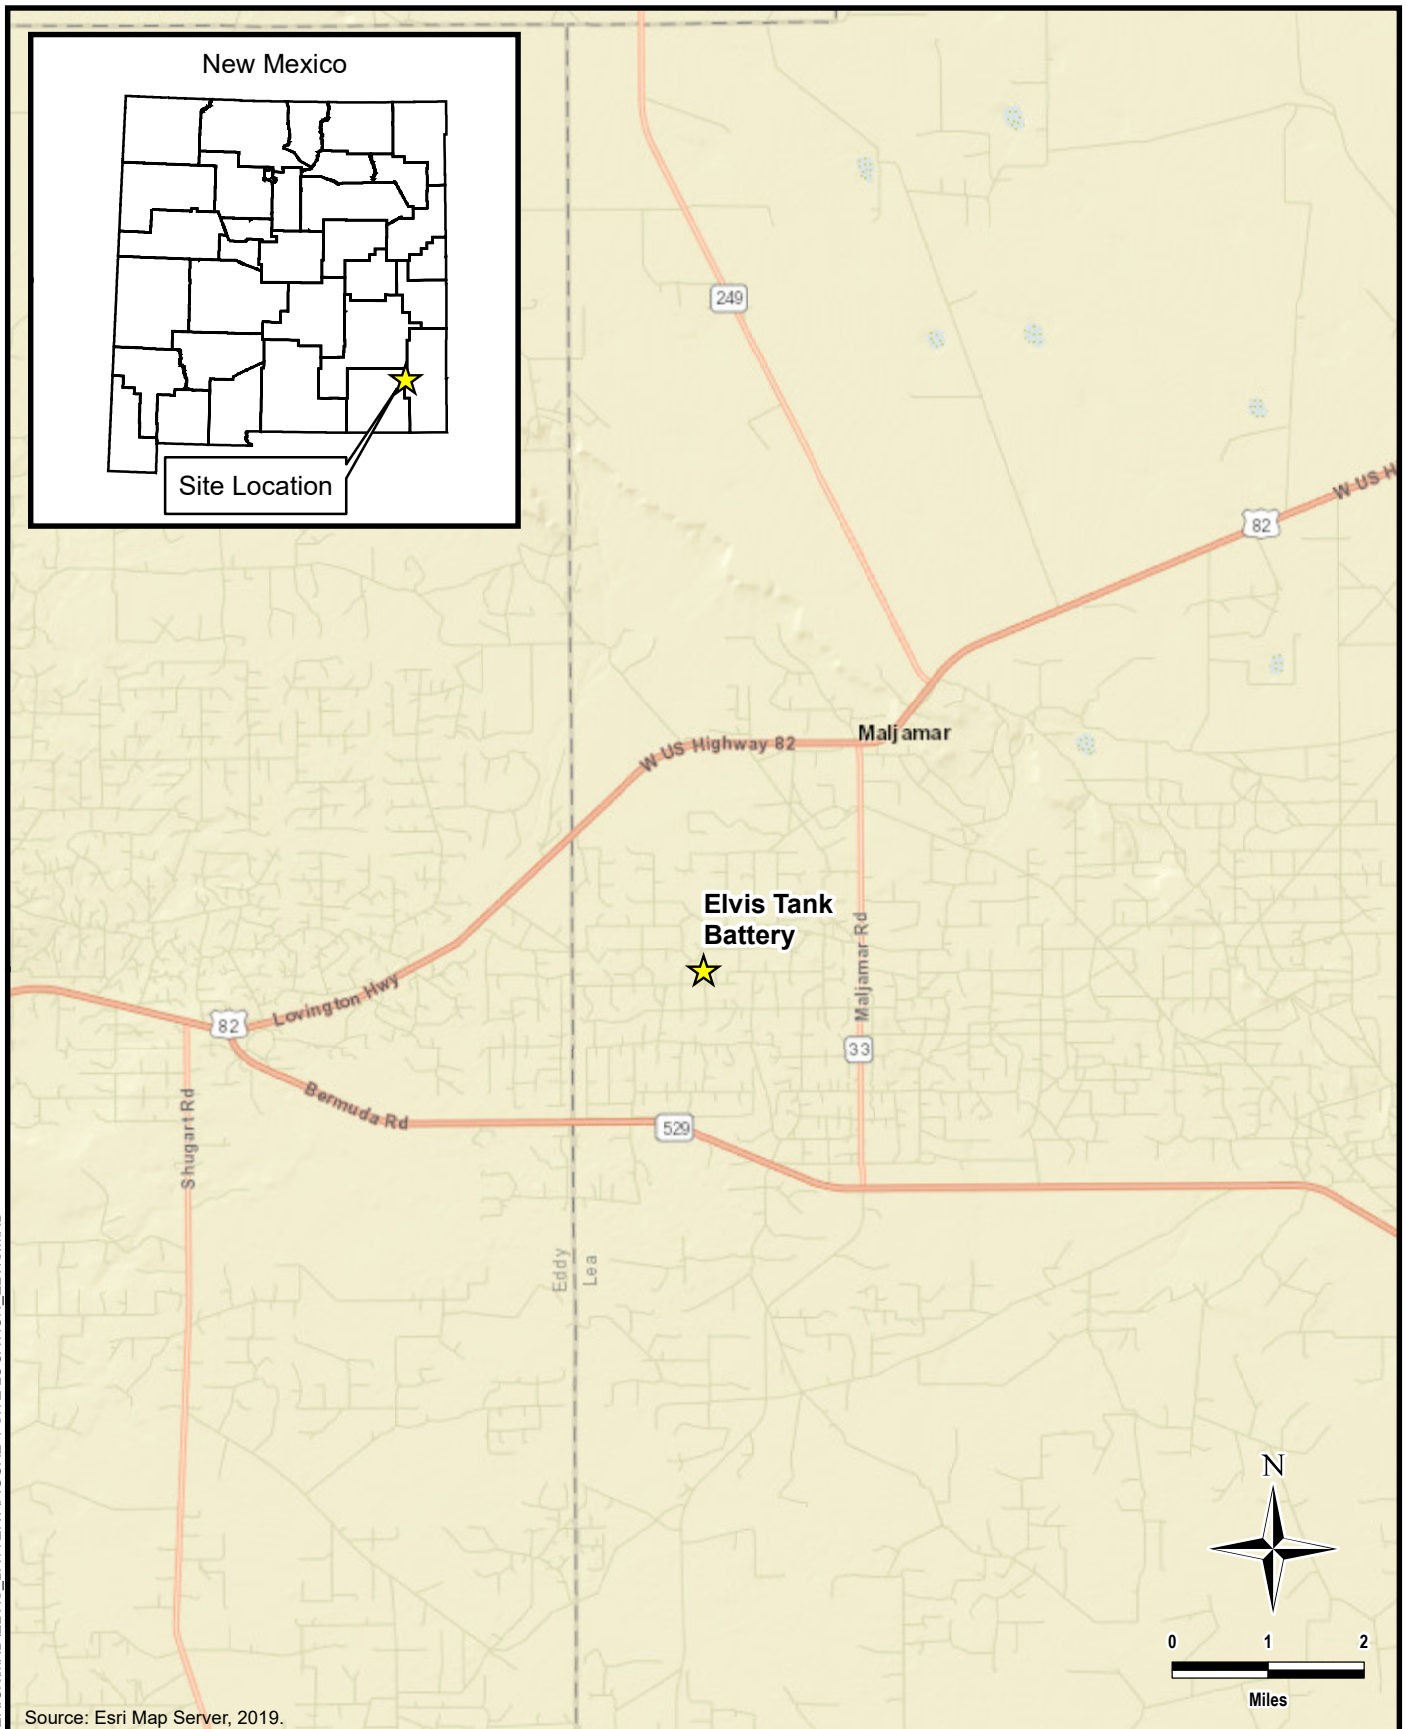 New Mexico
Site Location
249
W US H
82
Maljamar
W US Highway 82
Elvis Tank
Battery
Maljamar Rd
Lovington Hwy
82
33
Bermuda Rd
529
Shugart Rd
Eddy
Lea
N
0 1 2
Miles
Source: Esri Map Server, 2019.